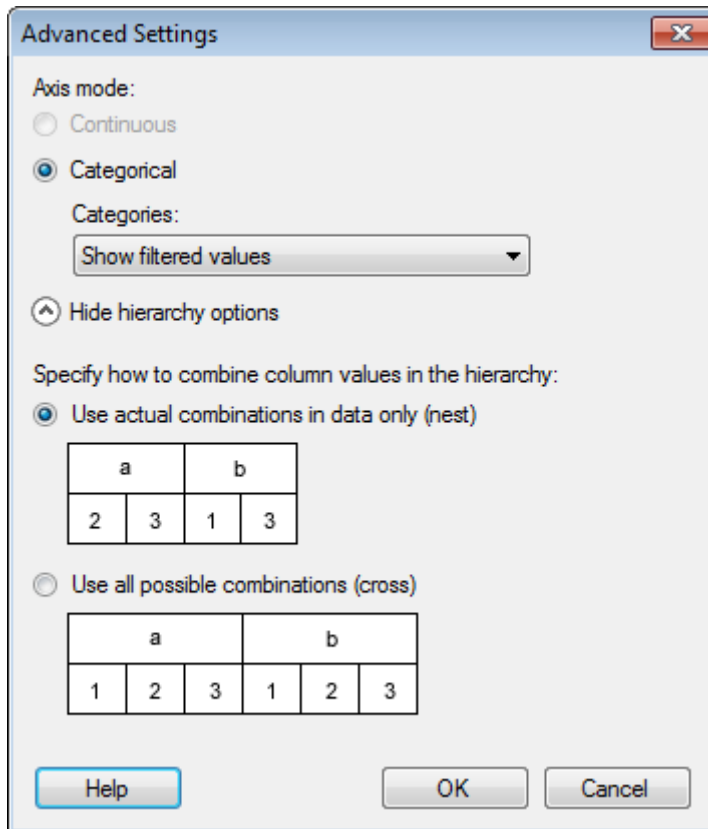 Advanced Settings
Axis mode:
Continuous
Categorical
Categories:
Show filtered values
Hide hierarchy options
Specify how to combine column values in the hierarchy:
Use actual combinations in data only (nest)
a b
2 3 1 3
Use all possible combinations (cross)
a b
1 2 3 1 2 3
Help OK Cancel